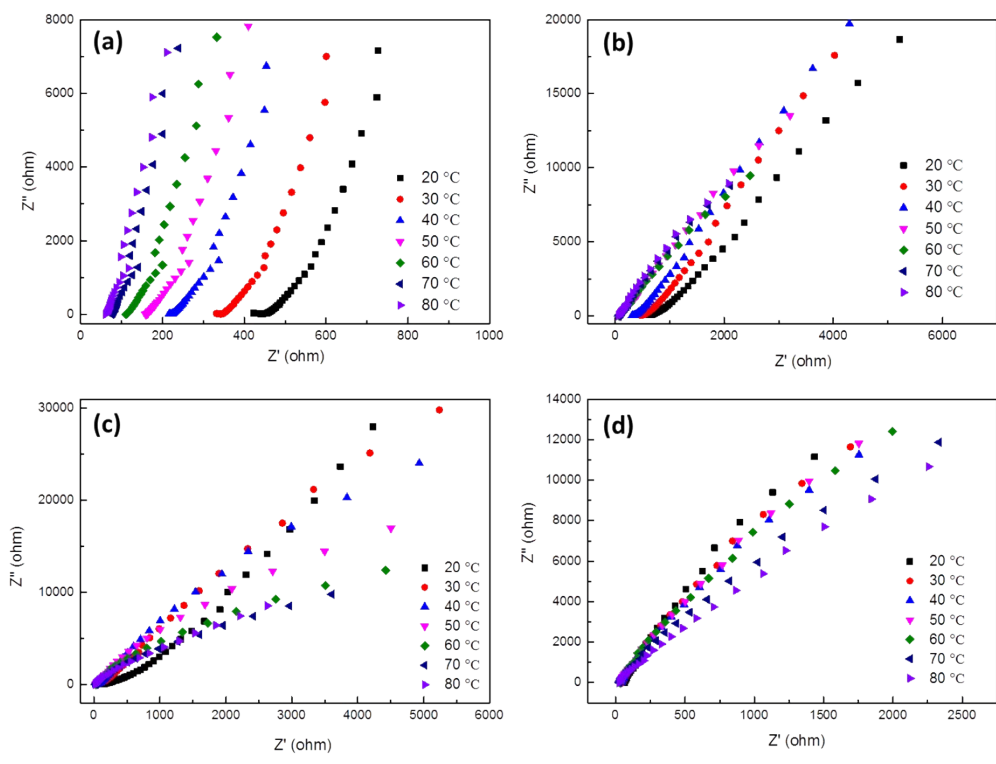 (a)
8000
6000
4000
2000
0
Z'' (ohm)
0 200 400 600 800 1000
Z' (ohm)
20 °C
30 °C
40 °C
50 °C
60 °C
70 °C
80 °C
(b)
20000
15000
10000
5000
0
Z'' (ohm)
0 2000 4000 6000
Z' (ohm)
20 °C
30 °C
40 °C
50 °C
60 °C
70 °C
80 °C
(c)
30000
20000
10000
0
Z'' (ohm)
0 1000 2000 3000 4000 5000 6000
Z' (ohm)
20 °C
30 °C
40 °C
50 °C
60 °C
70 °C
80 °C
(d)
14000
12000
10000
8000
6000
4000
2000
0
Z'' (ohm)
0 500 1000 1500 2000 2500
Z' (ohm)
20 °C
30 °C
40 °C
50 °C
60 °C
70 °C
80 °C